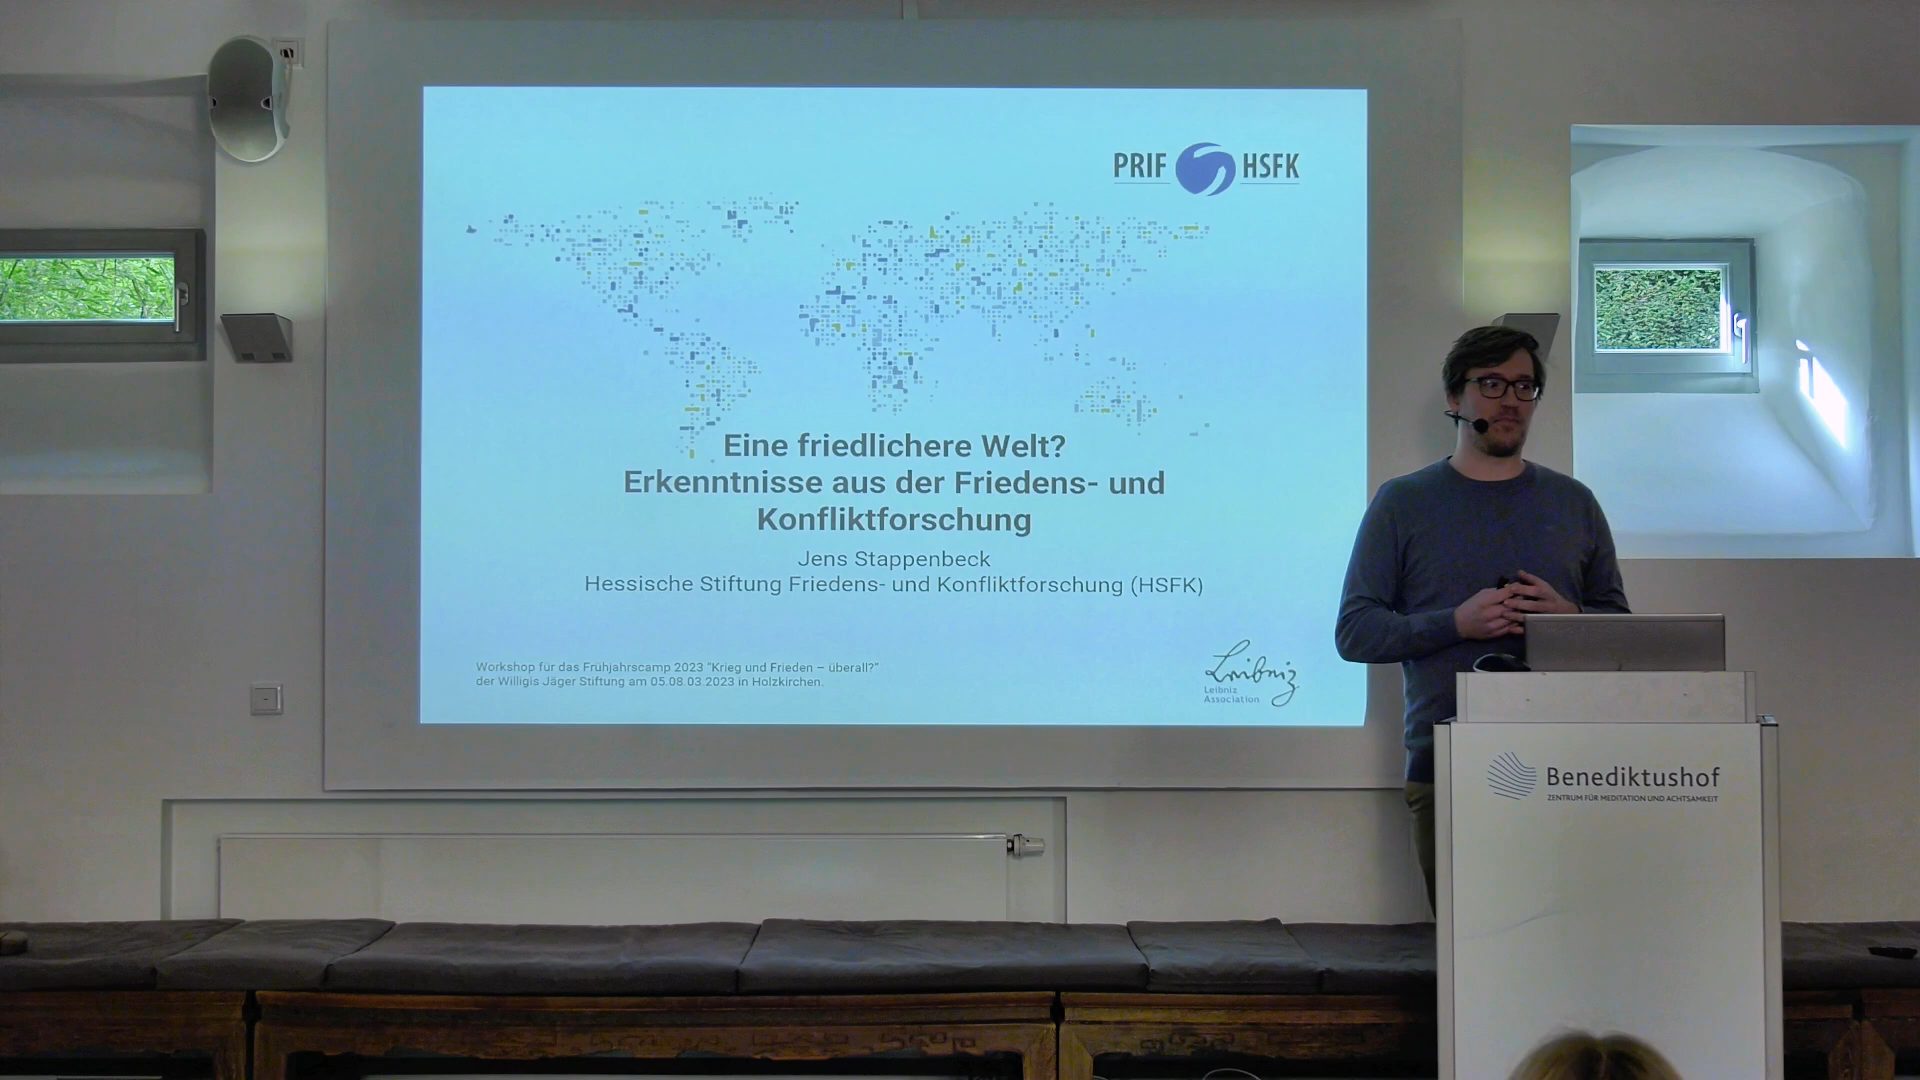 PRIF HSFK
Eine friedlichere Welt?
Erkenntnisse aus der Friedens- und
Konfliktforschung
Jens Stappenbeck
Hessische Stiftung Friedens- und Konfliktforschung (HSFK)
Workshop für das Frühjahrscamp 2023 "Krieg und Frieden – überall?"
der Willigis Jäger Stiftung am 05.08.03.2023 in Holzkirchen.
Leibniz
Leibniz
Association
Benediktushof
ZENTRUM FÜR MEDITATION UND ACHTSAMKEIT